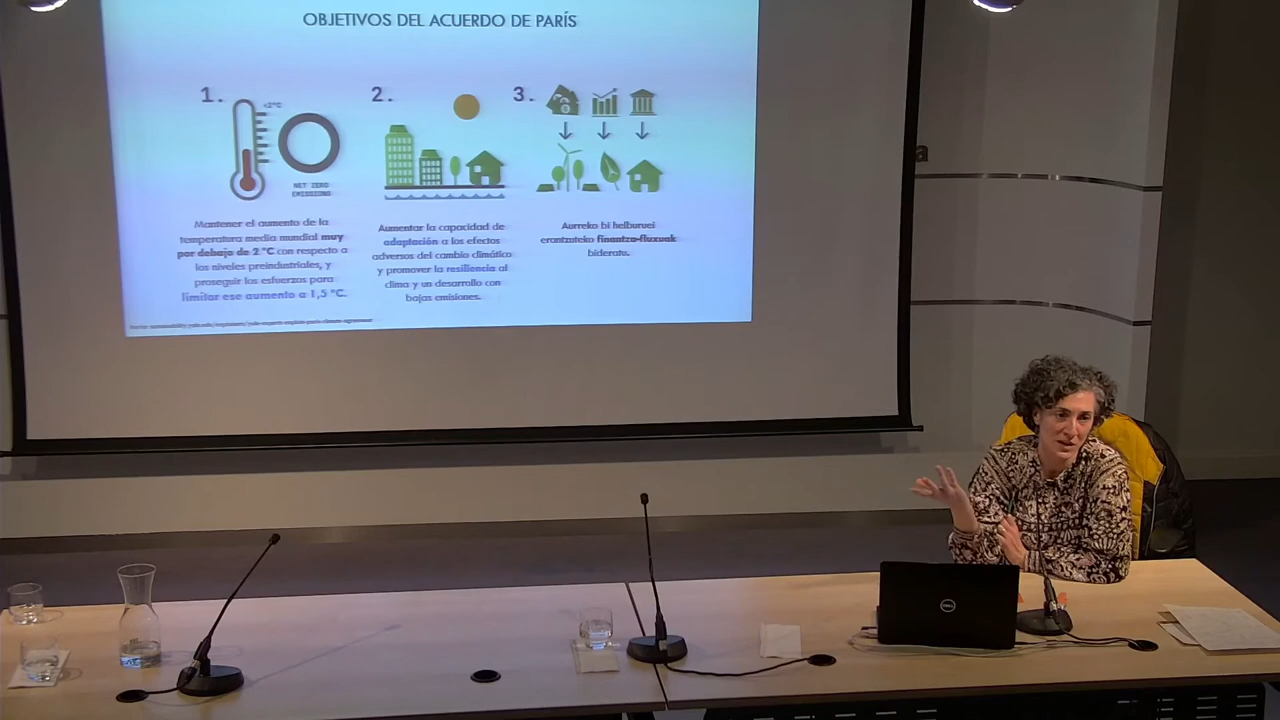 OBJETIVOS DEL ACUERDO DE PARÍS
1.
<2°C
NET ZERO
EMISSIONS
Mantener el aumento de la
temperatura media mundial muy
por debajo de 2 °C con respecto a
los niveles preindustriales, y
proseguir los esfuerzos para
limitar ese aumento a 1,5 °C.
2.
Aumentar la capacidad de
adaptación a los efectos
adversos del cambio climático
y promover la resiliencia al
clima y un desarrollo con
bajas emisiones.
3.
Aurreko bi helburuei
erantzuteko finantza-fluxuak
bideratu.
a
DELL